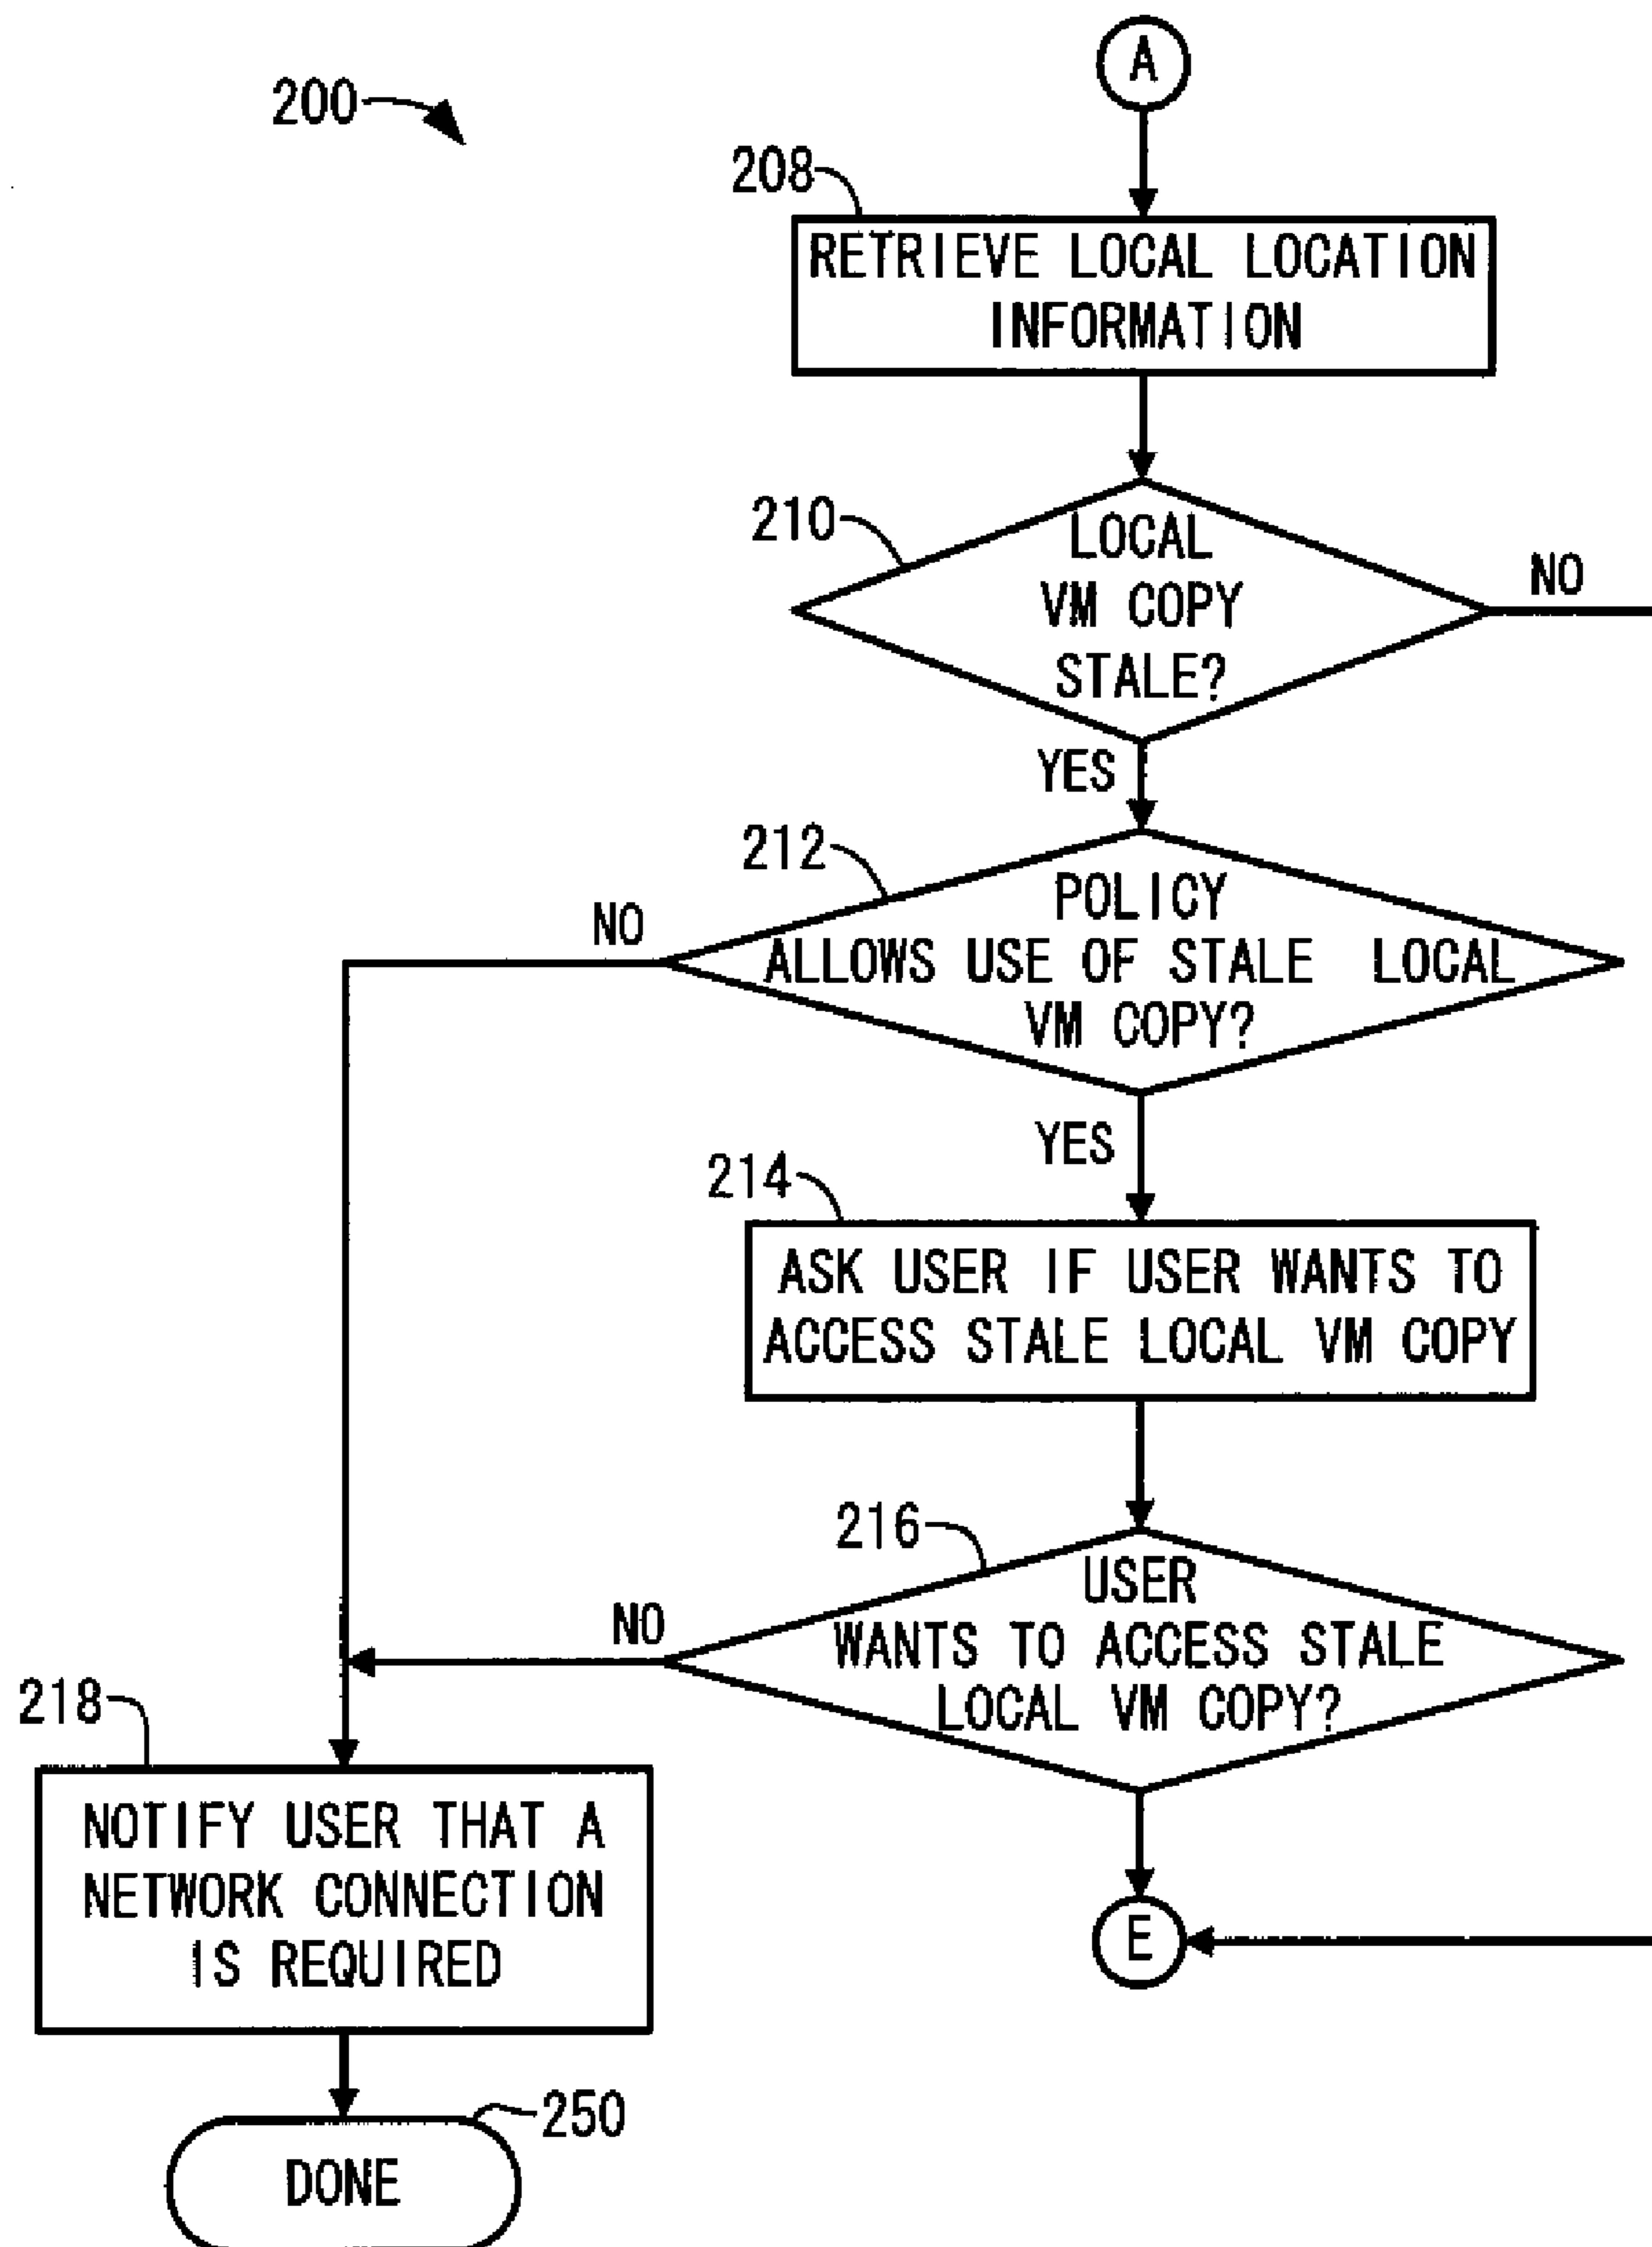 A
200
208
RETRIEVE LOCAL LOCATION
INFORMATION
210
LOCAL
VM COPY
STALE?
NO
YES
212
POLICY
ALLOWS USE OF STALE LOCAL
VM COPY?
NO
YES
214
ASK USER IF USER WANTS TO
ACCESS STALE LOCAL VM COPY
216
USER
WANTS TO ACCESS STALE
LOCAL VM COPY?
NO
218
NOTIFY USER THAT A
NETWORK CONNECTION
IS REQUIRED
E
250
DONE